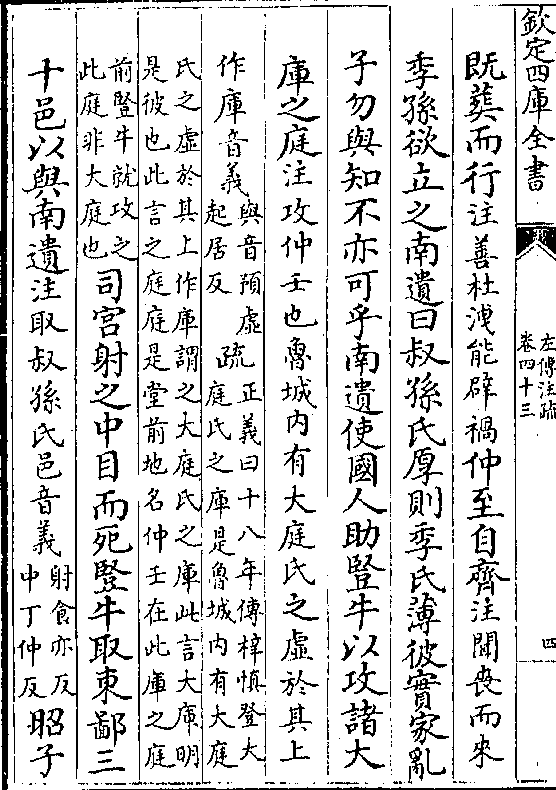 欽定四庫全書
左傳注疏
卷四十三
四
既葬而行注善杜洩能辟禍仲至自齊注聞喪而來
季孫欲立之南遺曰叔孫氏厚則季氏薄彼實家亂
子勿與知不亦可乎南遺使國人助豎牛以攻諸大
庫之庭注攻仲壬也魯城內有大庭氏之虛於其上
作庫音義與音預虛起居反疏正義曰十八年傳梓慎登大庭氏之庫是魯城內有大庭
氏之虛於其上作庫謂之大庭氏之庫此言大庫明是彼也此言之庭庭是堂前地名仲壬在此庫之庭
前豎牛就攻之此庭非大庭也司宮射之中目而死豎牛取東鄙三
十邑以與南遺注取叔孫氏邑音義射食亦反中丁仲反昭子